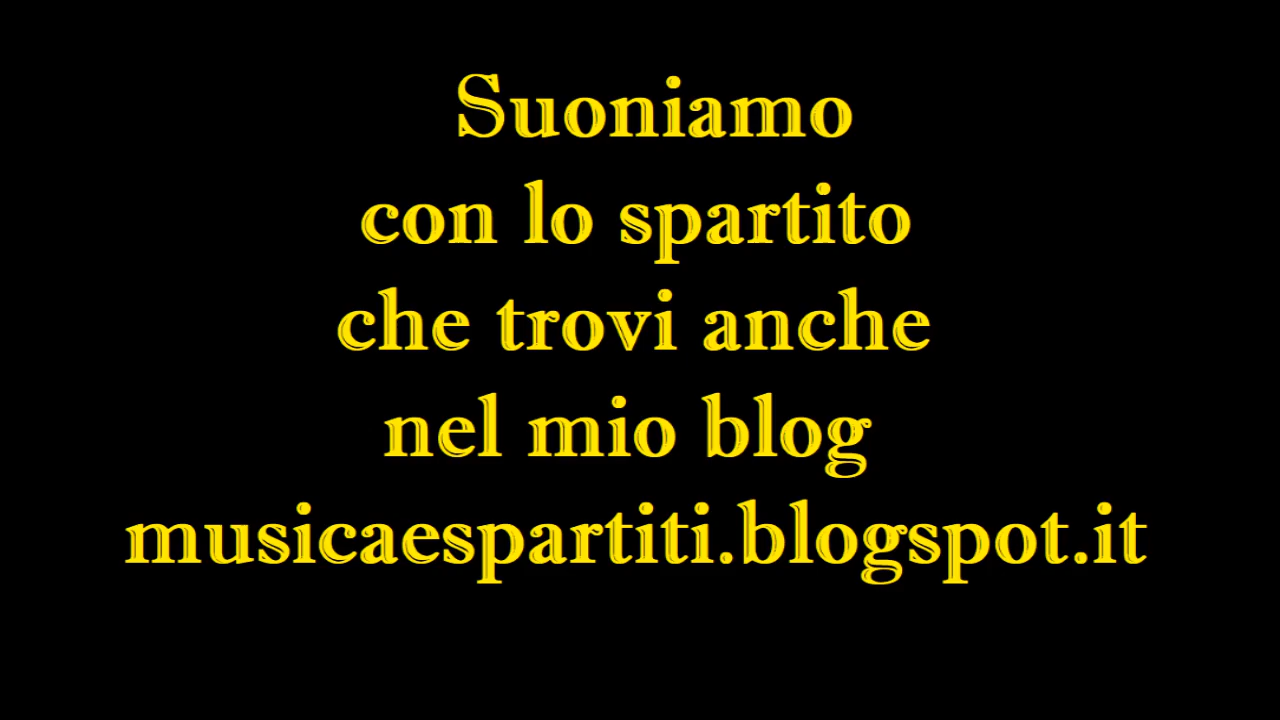 Suoniamo
con lo spartito
che trovi anche
nel mio blog
musicaespartiti.blogspot.it